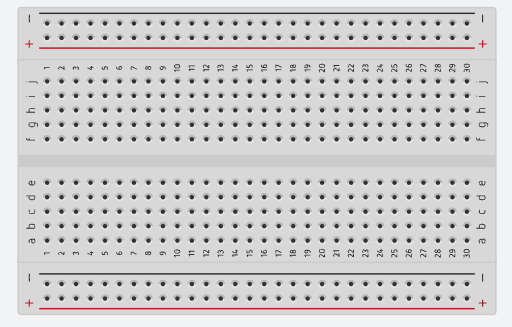 − −
+ +
1 2 3 4 5 6 7 8 9 10 11 12 13 14 15 16 17 18 19 20 21 22 23 24 25 26 27 28 29 30
j j
i i
h h
g g
f f
e e
d d
c c
b b
a a
1 2 3 4 5 6 7 8 9 10 11 12 13 14 15 16 17 18 19 20 21 22 23 24 25 26 27 28 29 30
− −
+ +